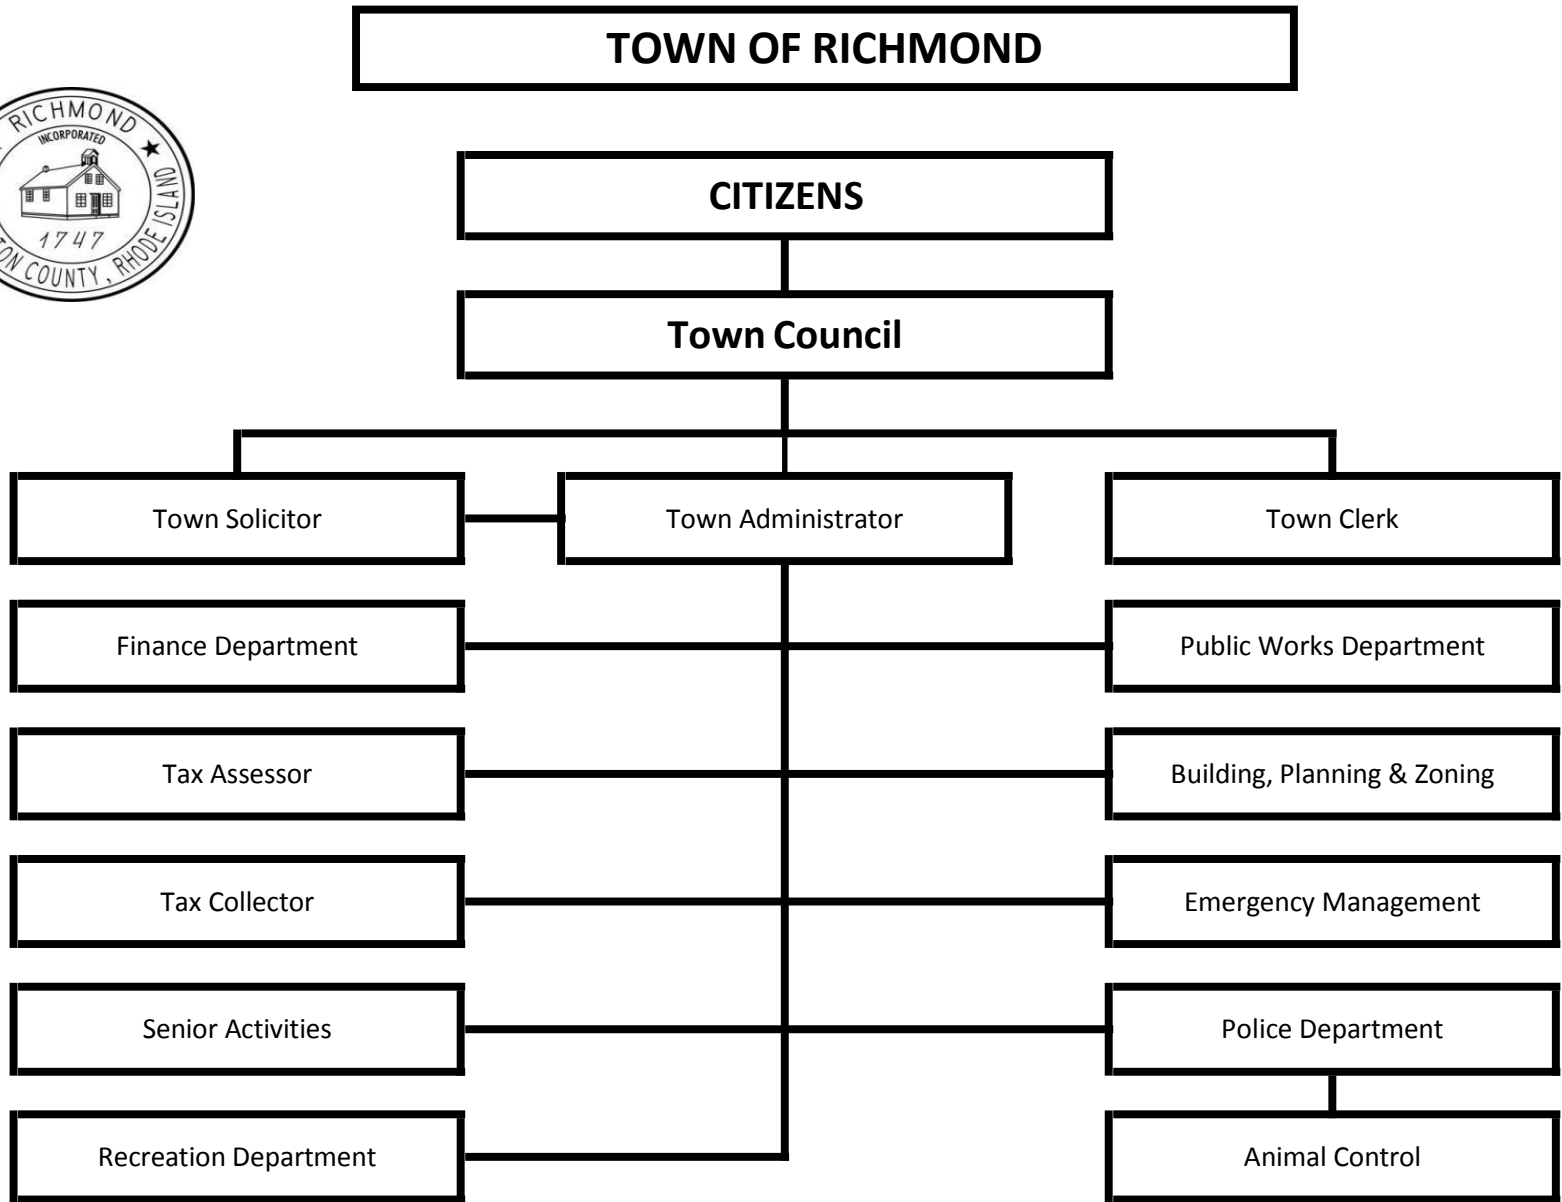 TOWN OF RICHMOND
RICHMOND
INCORPORATED
1747
COUNTY, RHODE ISLAND
CITIZENS
Town Council
Town Solicitor
Town Administrator
Town Clerk
Finance Department
Public Works Department
Tax Assessor
Building, Planning & Zoning
Tax Collector
Emergency Management
Senior Activities
Police Department
Recreation Department
Animal Control